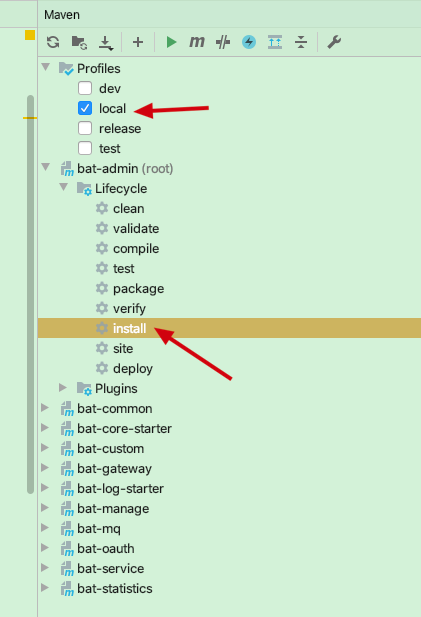 Maven
m
Profiles
dev
local
release
test
bat-admin (root)
Lifecycle
clean
validate
compile
test
package
verify
install
site
deploy
Plugins
bat-common
bat-core-starter
bat-custom
bat-gateway
bat-log-starter
bat-manage
bat-mq
bat-oauth
bat-service
bat-statistics